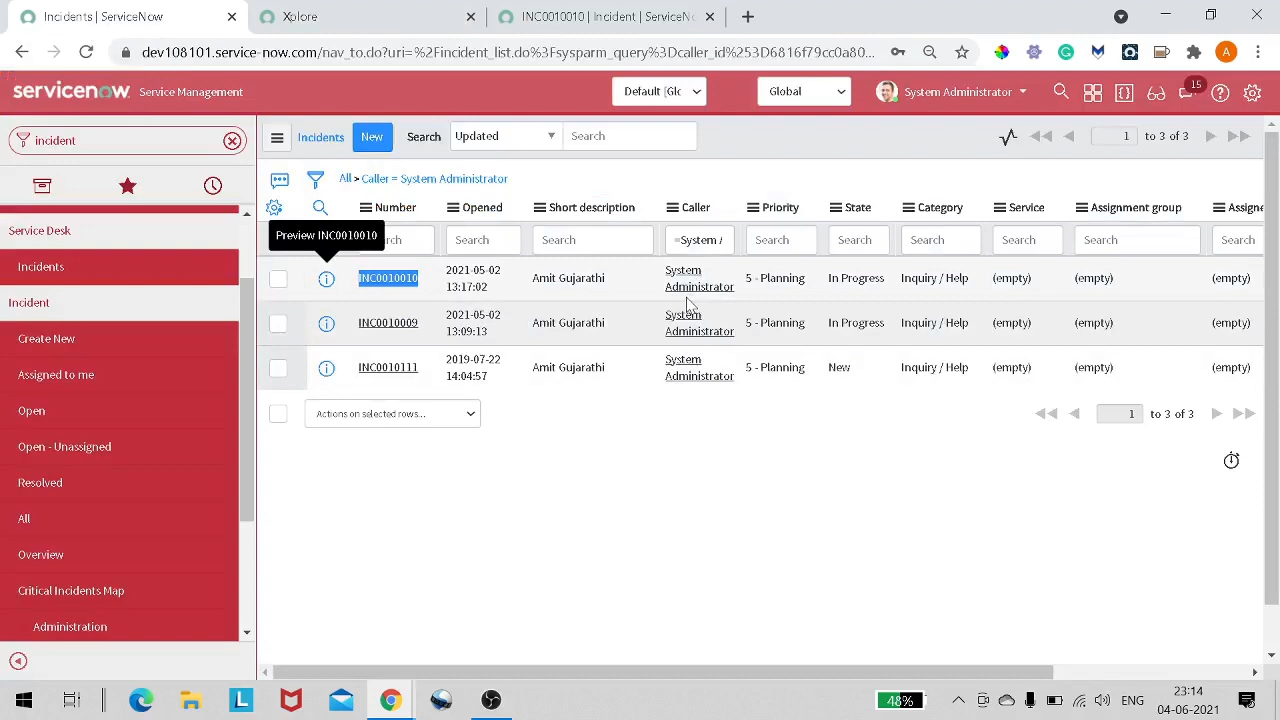 Incidents | ServiceNow
Xplore
INC0010010 | Incident | ServiceNo
dev108101.service-now.com/nav_to.do?uri=%2Fincident_list.do%3Fsysparm_query%3Dcaller_id%253D6816f79cc0a80...
A
servicenow Service Management
Default [Glo
Global
System Administrator
15
incident
Incidents New Search Updated Search
1 to 3 of 3
All > Caller = System Administrator
Number Opened Short description Caller Priority State Category Service Assignment group Assigne
Preview INC0010010
rch Search Search =System A Search Search Search Search Search Search
INC0010010 2021-05-02 13:17:02 Amit Gujarathi System Administrator 5 - Planning In Progress Inquiry / Help (empty) (empty) (empty)
INC0010009 2021-05-02 13:09:13 Amit Gujarathi System Administrator 5 - Planning In Progress Inquiry / Help (empty) (empty) (empty)
INC0010111 2019-07-22 14:04:57 Amit Gujarathi System Administrator 5 - Planning New Inquiry / Help (empty) (empty) (empty)
Actions on selected rows...
1 to 3 of 3
Service Desk
Incidents
Incident
Create New
Assigned to me
Open
Open - Unassigned
Resolved
All
Overview
Critical Incidents Map
Administration
L
48%
ENG
23:14
04-06-2021